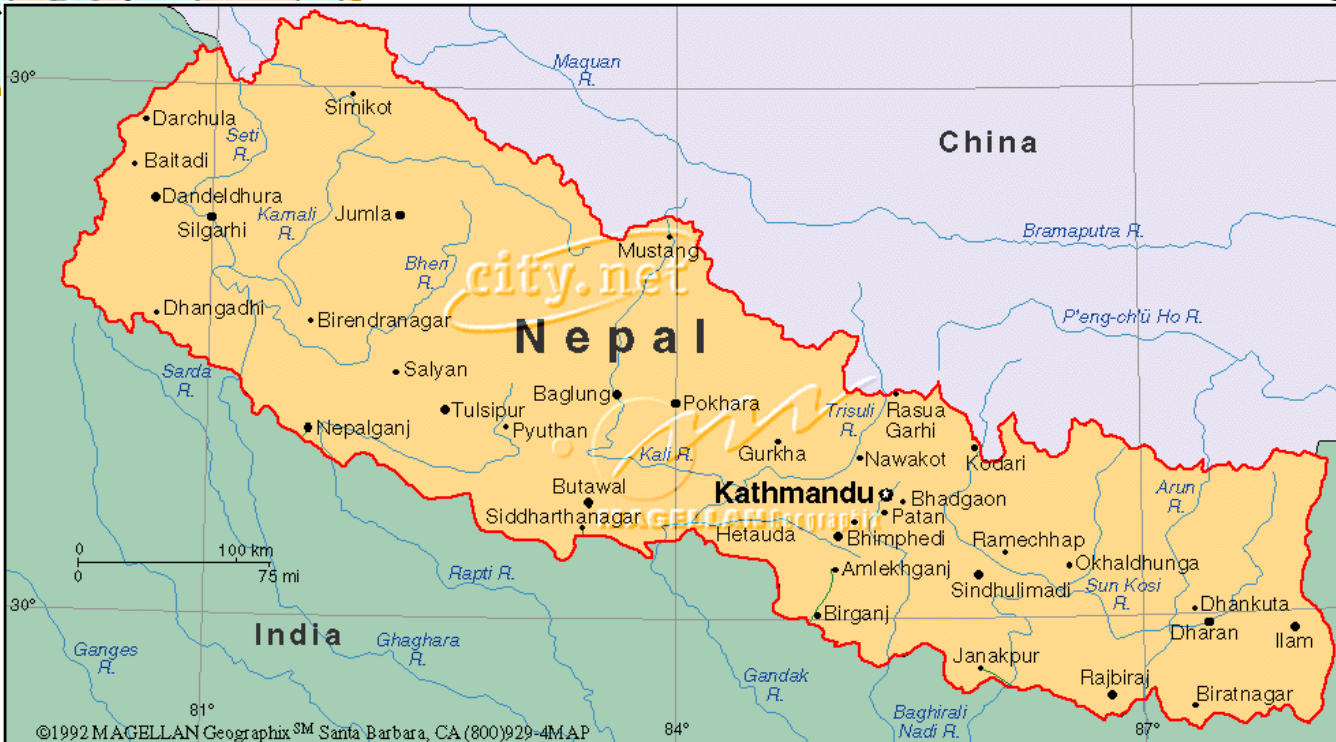 Maquan
R.
30°
Simikot
Darchula
Seti
R.
China
Baitadi
Dandeldhura
Karnali
R.
Jumla
Silgarhi
Bramaputra R.
Mustang
Bheri
R.
city.net
Dhangadhi
Birendranagar
P'eng-ch'ü Ho R.
Nepal
Sarda
R.
Salyan
Baglung
Pokhara
Trisuli
R.
Rasua
Garhi
Tulsipur
Nepalganj
Pyuthan
Kali R.
Gurkha
Nawakot
Kodari
Butawal
Kathmandu
Bhadgaon
Arun
R.
Siddharthanagar
MAGELLAN Geographix
Patan
Hetauda
Bhimphedi
Ramechhap
0 100 km
0 75 mi
Rapti R.
Amlekhganj
Okhaldhunga
Sindhulimadi
Sun Kosi
R.
30°
Birganj
Dhankuta
Dharan
Ilam
India
Ghaghara
R.
Ganges
R.
Janakpur
Gandak
R.
Rajbiraj
Biratnagar
Baghirali
Nadi R.
81°
84°
87°
©1992 MAGELLAN Geographix SM Santa Barbara, CA (800)929-4MAP